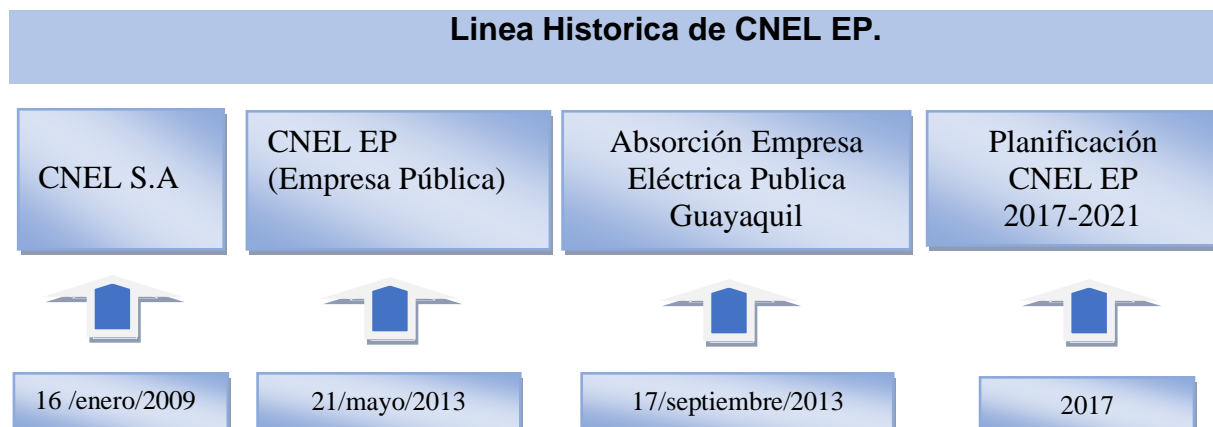 Linea Historica de CNEL EP.
CNEL S.A
CNEL EP
(Empresa Pública)
Absorción Empresa
Eléctrica Publica
Guayaquil
Planificación
CNEL EP
2017-2021
16 /enero/2009
21/mayo/2013
17/septiembre/2013
2017